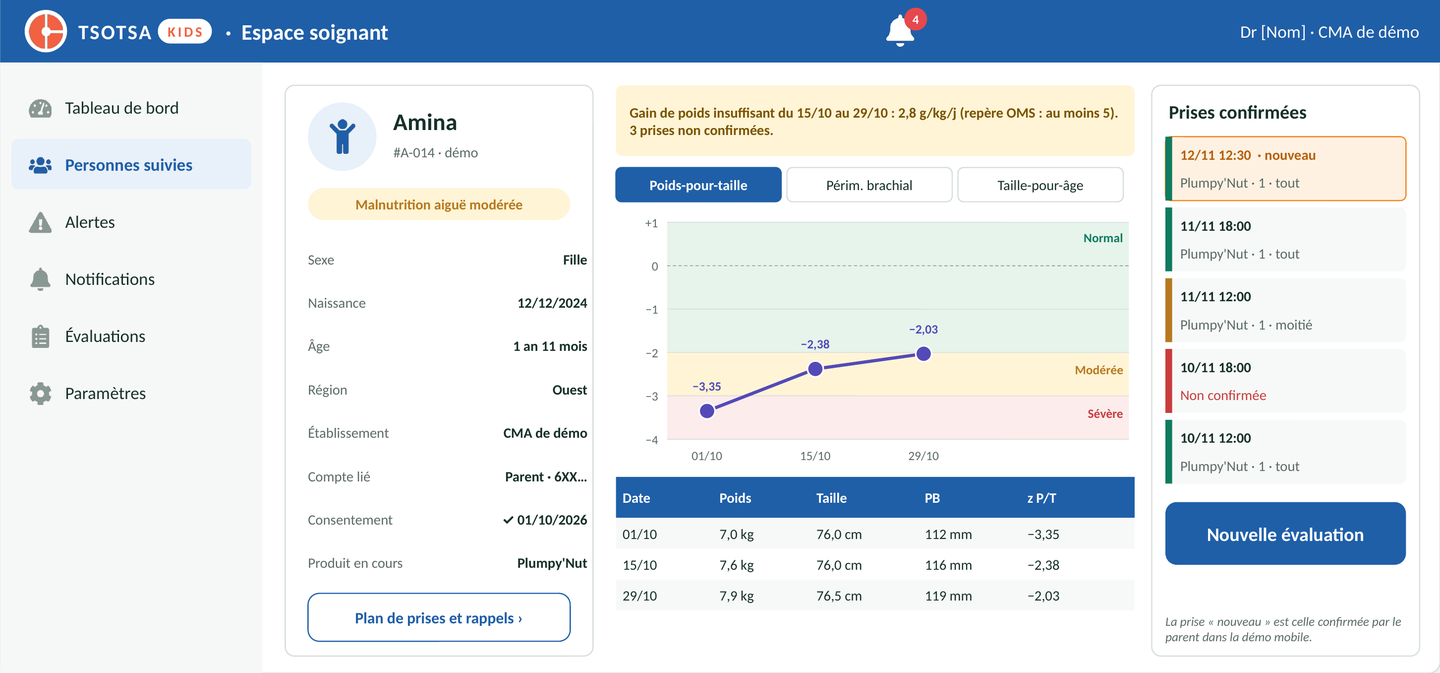 TSOTSA KIDS · Espace soignant
4
Dr [Nom] · CMA de démo
Tableau de bord
Personnes suivies
Alertes
Notifications
Évaluations
Paramètres
Amina
#A-014 · démo
Malnutrition aiguë modérée
Sexe Fille
Naissance 12/12/2024
Âge 1 an 11 mois
Région Ouest
Établissement CMA de démo
Compte lié Parent · 6XX...
Consentement ✓ 01/10/2026
Produit en cours Plumpy'Nut
Plan de prises et rappels ›
Gain de poids insuffisant du 15/10 au 29/10 : 2,8 g/kg/j (repère OMS : au moins 5).
3 prises non confirmées.
Poids-pour-taille
Périm. brachial
Taille-pour-âge
+1
0
−1
−2
−3
−4
Normal
Modérée
Sévère
−3,35
−2,38
−2,03
01/10
15/10
29/10
Date Poids Taille PB z P/T
01/10 7,0 kg 76,0 cm 112 mm −3,35
15/10 7,6 kg 76,0 cm 116 mm −2,38
29/10 7,9 kg 76,5 cm 119 mm −2,03
Prises confirmées
12/11 12:30 · nouveau
Plumpy'Nut · 1 · tout
11/11 18:00
Plumpy'Nut · 1 · tout
11/11 12:00
Plumpy'Nut · 1 · moitié
10/11 18:00
Non confirmée
10/11 12:00
Plumpy'Nut · 1 · tout
Nouvelle évaluation
La prise « nouveau » est celle confirmée par le
parent dans la démo mobile.